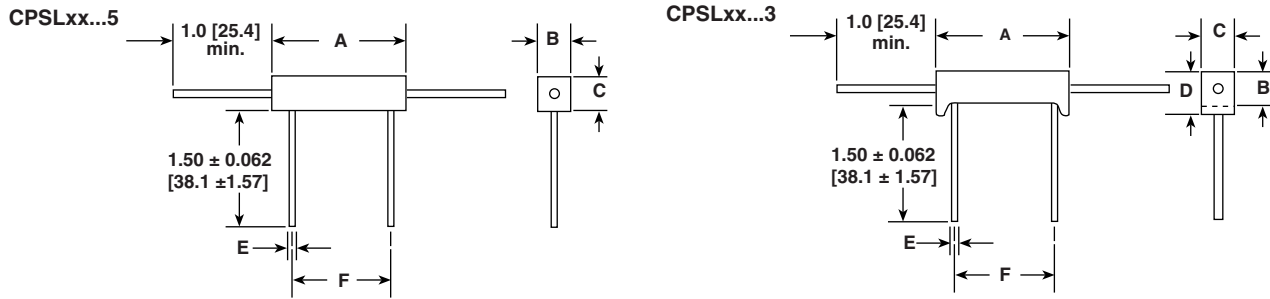 CPSLxx...5
1.0 [25.4]
min.
A
B
C
1.50 ± 0.062
[38.1 ±1.57]
E
F
CPSLxx...3
1.0 [25.4]
min.
A
C
D
B
1.50 ± 0.062
[38.1 ± 1.57]
E
F